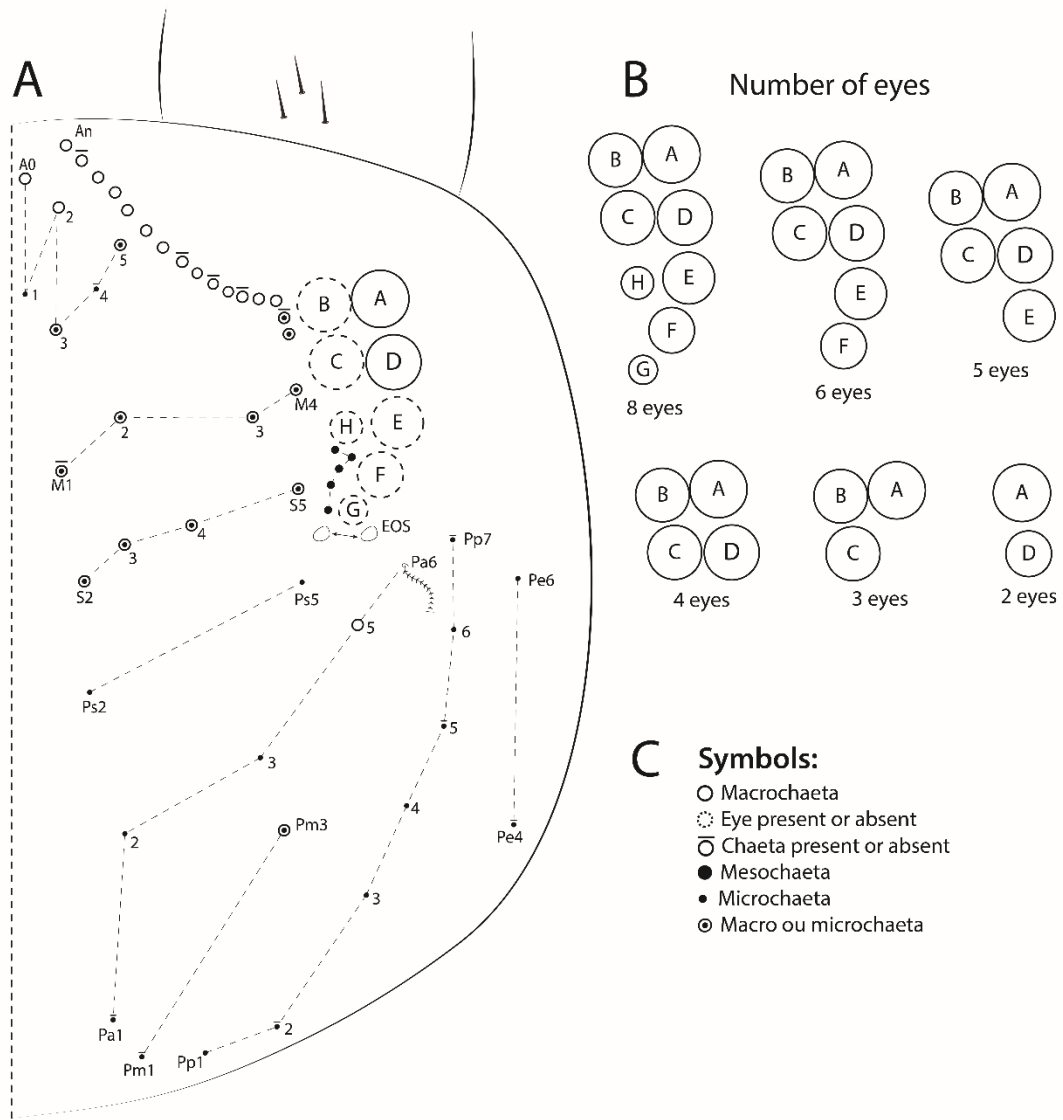 A
An
A0
2
5
1
4
3
B
A
C
D
M4
H
E
2
3
F
M1
S5
G
EOS
4
3
S2
Pp7
Pa6
Pe6
Ps5
5
6
Ps2
5
3
4
2
Pm3
Pe4
3
Pa1
2
Pm1
Pp1
B
Number of eyes
B A
C D
H E
F
G
8 eyes
B A
C D
E
F
6 eyes
B A
C D
E
5 eyes
B A
C D
4 eyes
B A
C
3 eyes
A
D
2 eyes
C
Symbols:
Macrochaeta
Eye present or absent
Chaeta present or absent
Mesochaeta
Microchaeta
Macro ou microchaeta